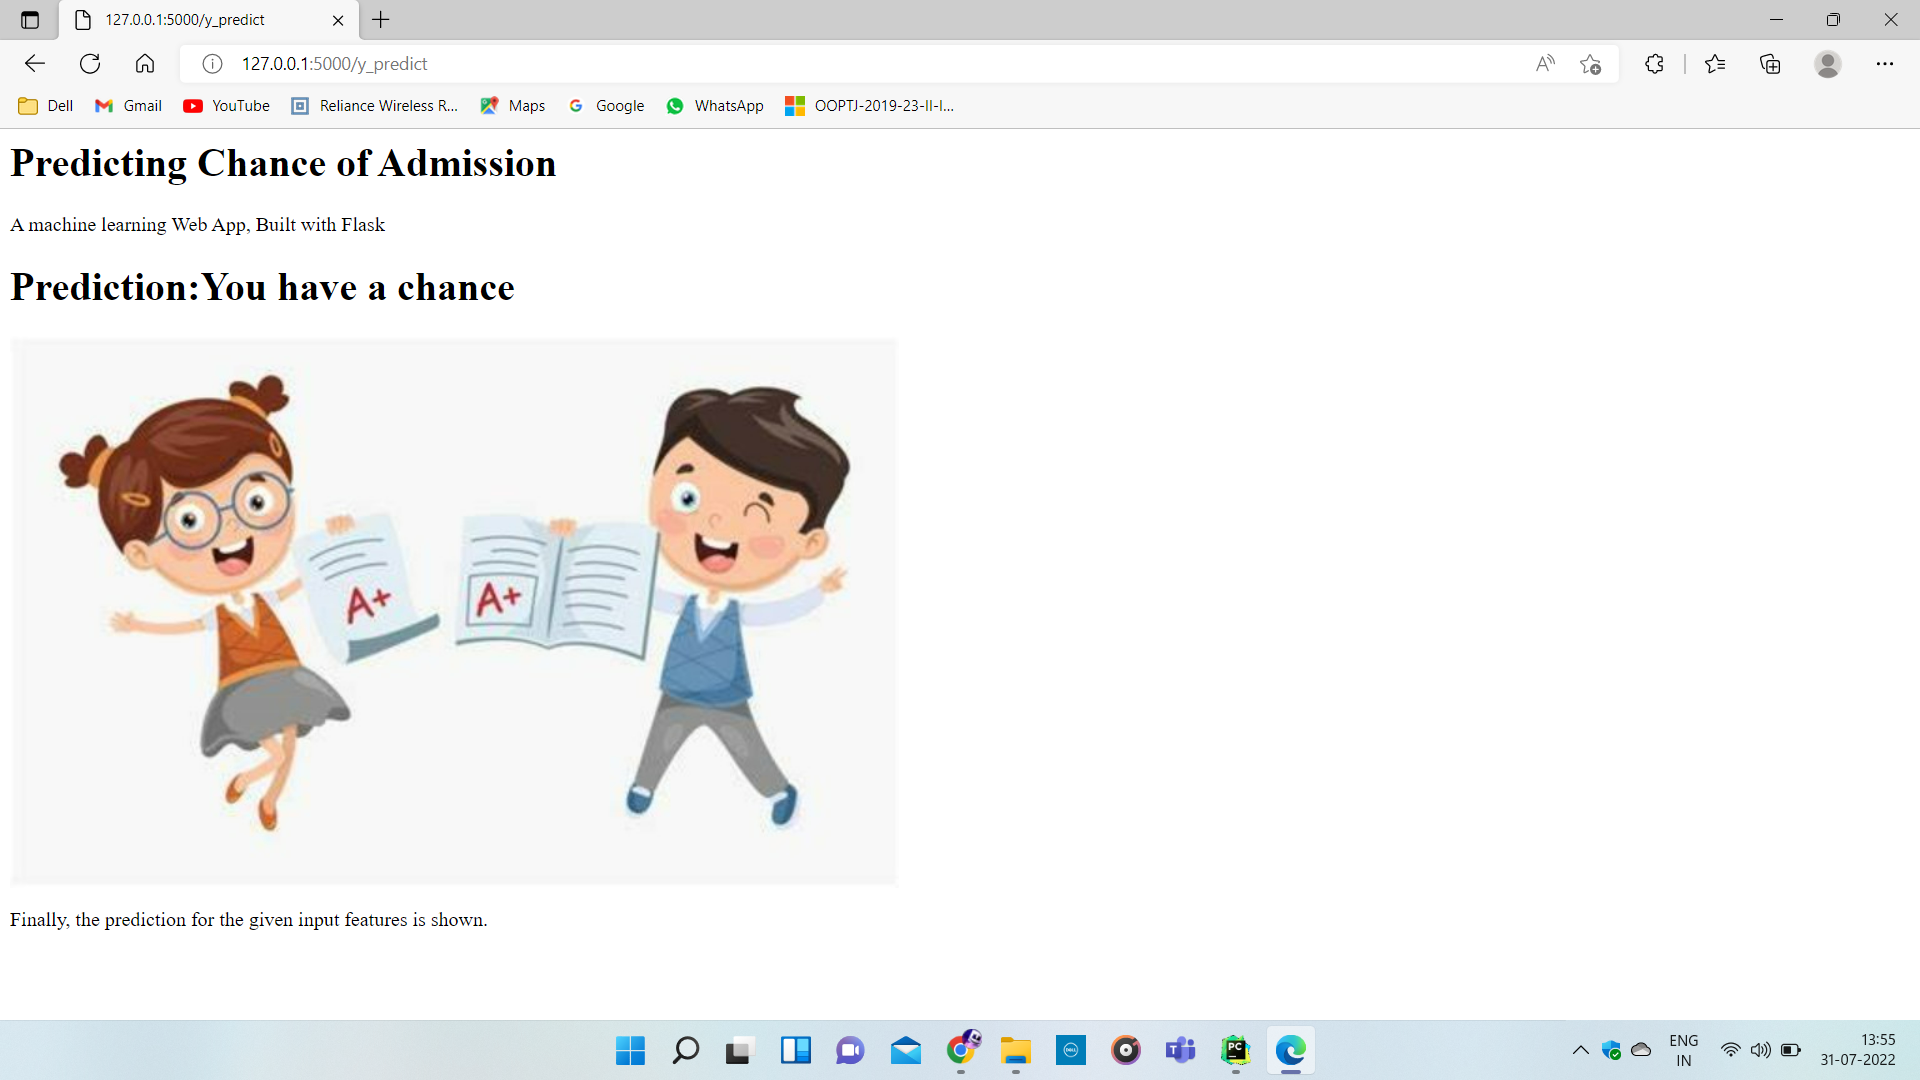 127.0.0.1:5000/y_predict
127.0.0.1:5000/y_predict
Dell Gmail YouTube Reliance Wireless R... Maps Google WhatsApp OOPTJ-2019-23-II-I...
Predicting Chance of Admission
A machine learning Web App, Built with Flask
Prediction:You have a chance
A+ A+
Finally, the prediction for the given input features is shown.
ENG
IN
13:55
31-07-2022